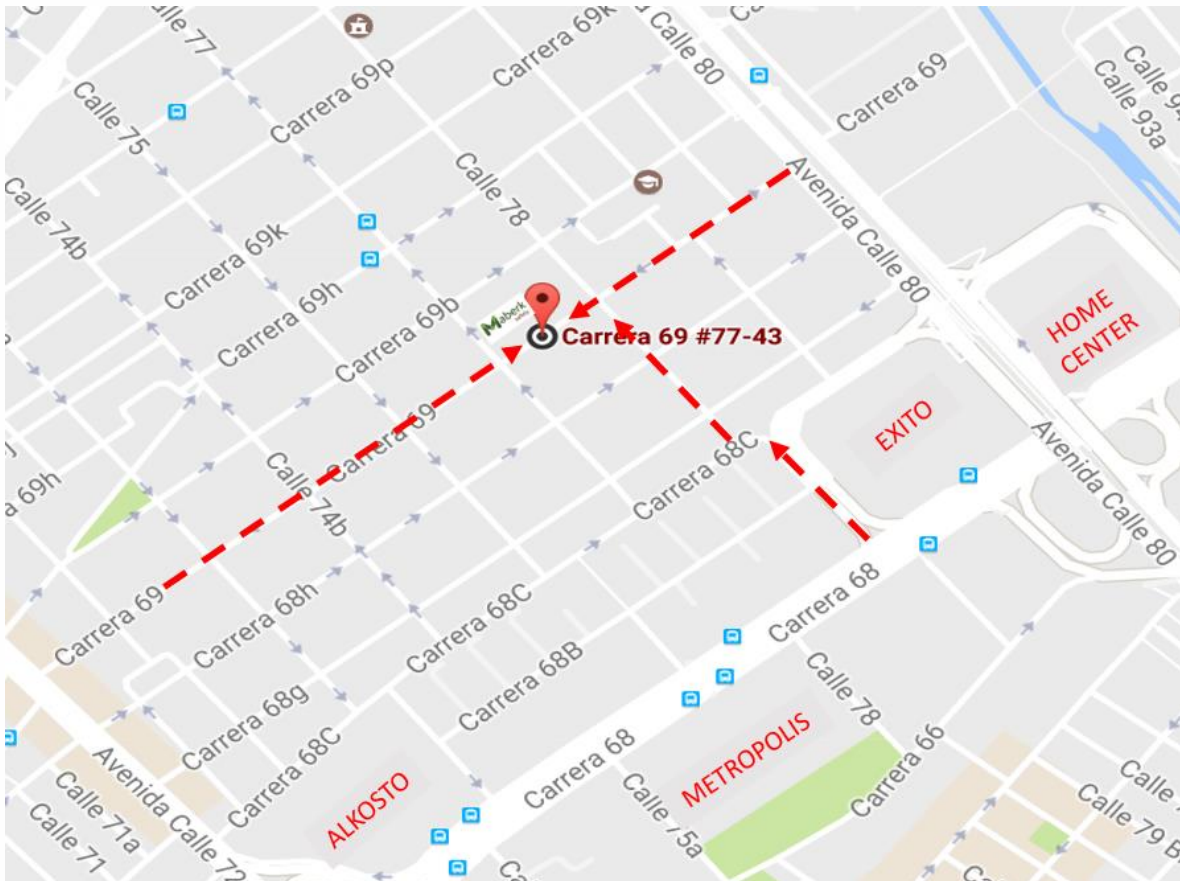 Calle 77
Carrera 69k
Calle 80
Calle 94
Calle 93a
Carrera 69
Carrera 69p
Calle 75
Calle 78
Avenida Calle 80
Calle 74b
Carrera 69k
Carrera 69h
Carrera 69b
Maberk
Carrera 69 #77-43
HOME
CENTER
EXITO
Carrera 69
Carrera 68C
Avenida Calle 80
Calle 74b
a 69h
Carrera 69
Carrera 68h
Carrera 68C
Carrera 68B
Carrera 68
Carrera 68g
Carrera 68C
Calle 78
METROPOLIS
Carrera 66
Carrera 68
ALKOSTO
Avenida Calle 72
Calle 71a
Calle 71
Calle 75a
Calle
Calle 79 B